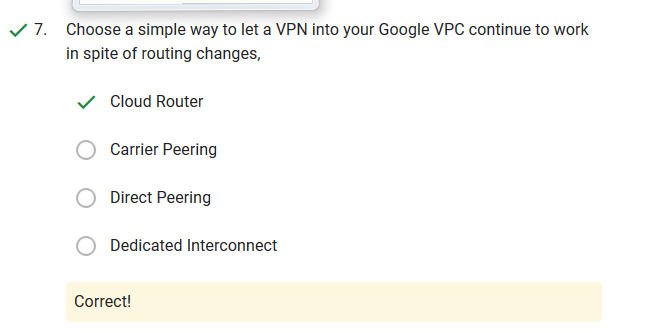 7. Choose a simple way to let a VPN into your Google VPC continue to work
in spite of routing changes,
Cloud Router
Carrier Peering
Direct Peering
Dedicated Interconnect
Correct!